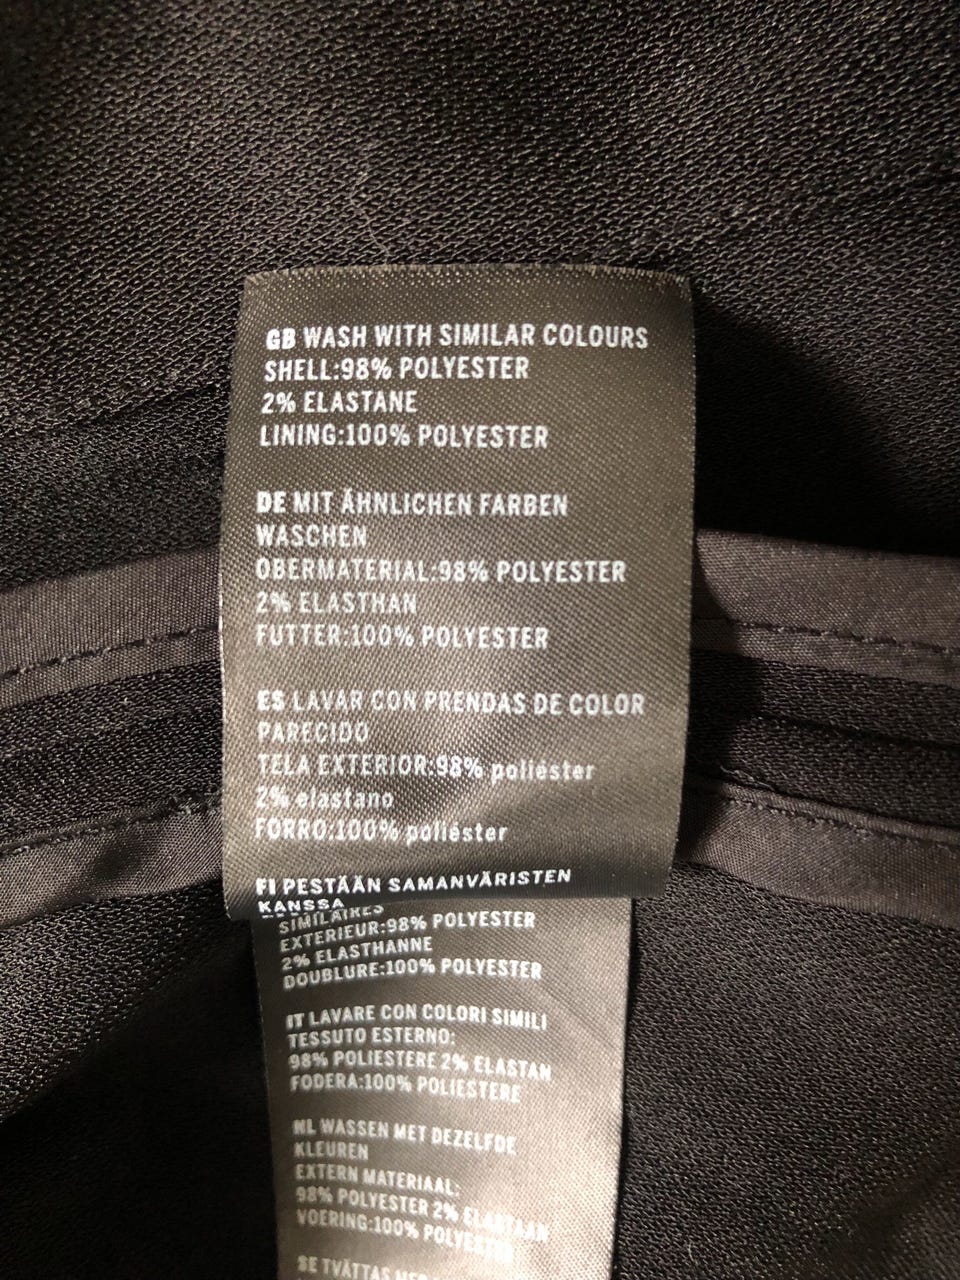 GB WASH WITH SIMILAR COLOURS
SHELL:98% POLYESTER
2% ELASTANE
LINING:100% POLYESTER
DE MIT ÄHNLICHEN FARBEN
WASCHEN
OBERMATERIAL:98% POLYESTER
2% ELASTHAN
FUTTER:100% POLYESTER
ES LAVAR CON PRENDAS DE COLOR
PARECIDO
TELA EXTERIOR:98% poliéster
2% elastano
FORRO:100% poliéster
FI PESTÄÄN SAMANVÄRISTEN
KANSSA
SIMILAIRES
EXTERIEUR:98% POLYESTER
2% ELASTHANNE
DOUBLURE:100% POLYESTER
IT LAVARE CON COLORI SIMILI
TESSUTO ESTERNO:
98% POLIESTERE 2% ELASTAN
FODERA:100% POLIESTERE
NL WASSEN MET DEZELFDE
KLEUREN
EXTERN MATERIAAL:
98% POLYESTER 2% ELASTAAN
VOERING:100% POLYESTER
SE TVÄTTAS MED